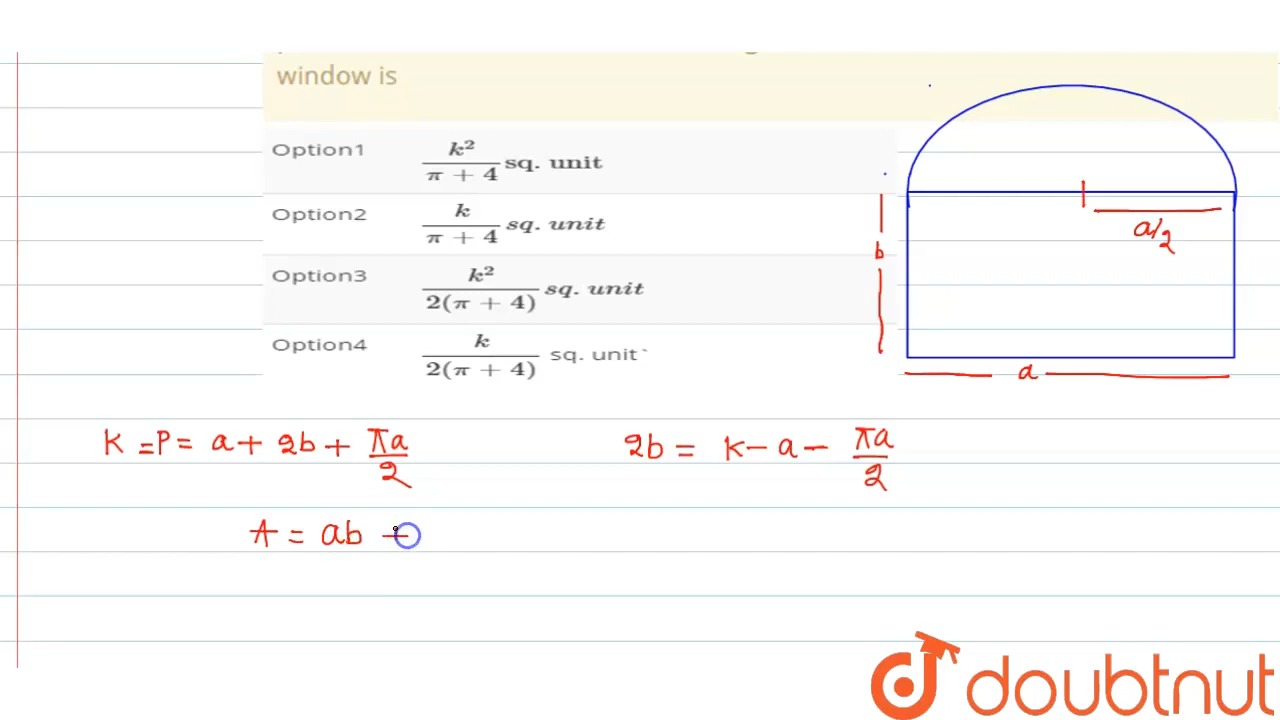 window is
Option1 k²/(π + 4) sq. unit
Option2 k/(π + 4) sq. unit
Option3 k²/(2(π + 4)) sq. unit
Option4 k/(2(π + 4)) sq. unit`
a/2
b
a
K = P = a + 2b + πa/2
2b = K - a - πa/2
A = ab +
doubtnut